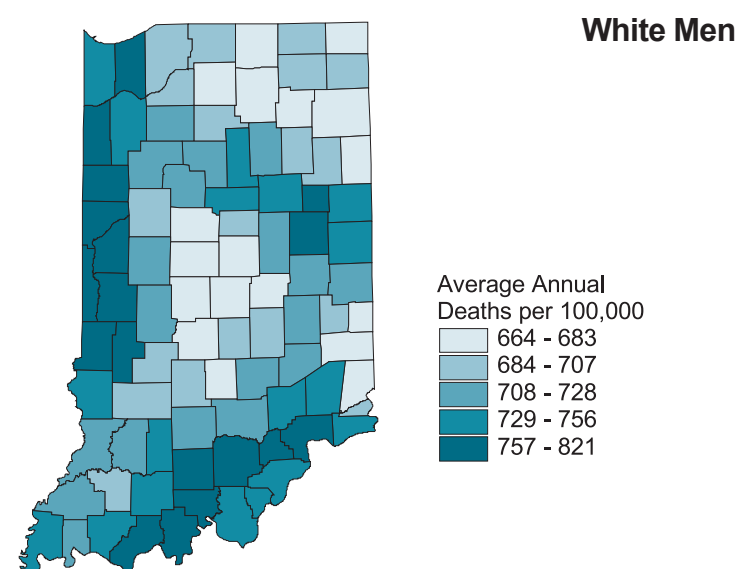 White Men
Average Annual
Deaths per 100,000
664 - 683
684 - 707
708 - 728
729 - 756
757 - 821